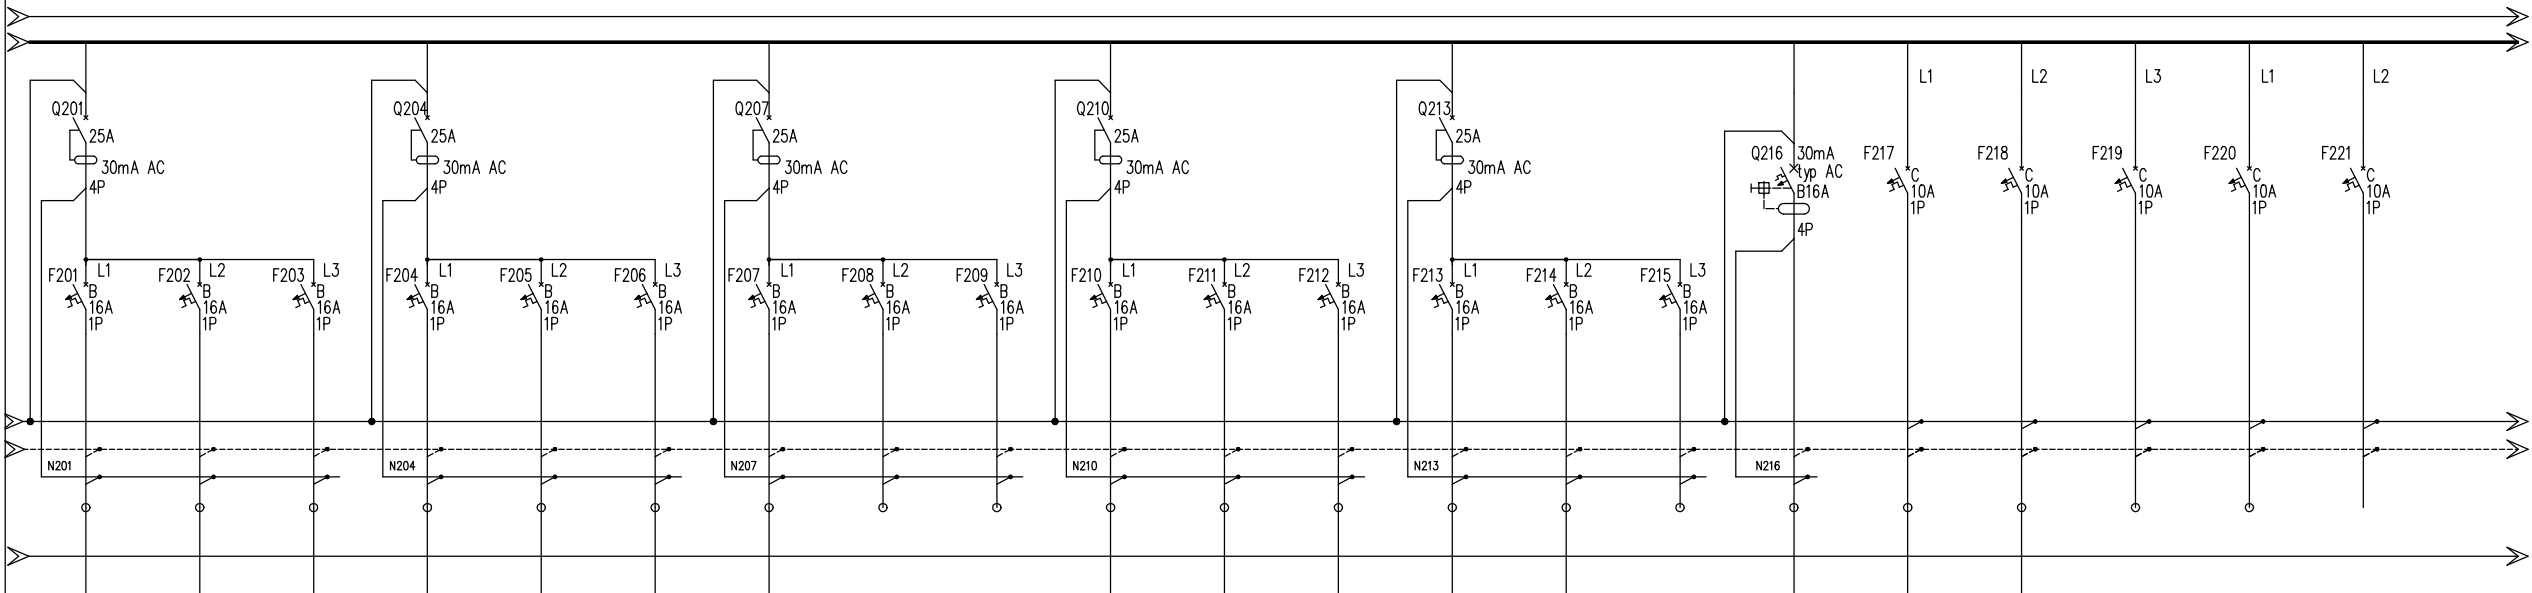 L1 L2 L3 L1 L2
Q201 Q204 Q207 Q210 Q213
25A 25A 25A 25A 25A
Q216 30mA F217 F218 F219 F220 F221
30mA AC 30mA AC 30mA AC 30mA AC 30mA AC typ AC C C C C C
4P 4P 4P 4P 4P B16A 10A 10A 10A 10A 10A
1P 1P 1P 1P 1P
4P
L1 L2 L3 L1 L2 L3 L1 L2 L3 L1 L2 L3 L1 L2 L3
F201 F202 F203 F204 F205 F206 F207 F208 F209 F210 F211 F212 F213 F214 F215
B B B B B B B B B B B B B B B
16A 16A 16A 16A 16A 16A 16A 16A 16A 16A 16A 16A 16A 16A 16A
1P 1P 1P 1P 1P 1P 1P 1P 1P 1P 1P 1P 1P 1P 1P
N201 N204 N207 N210 N213 N216